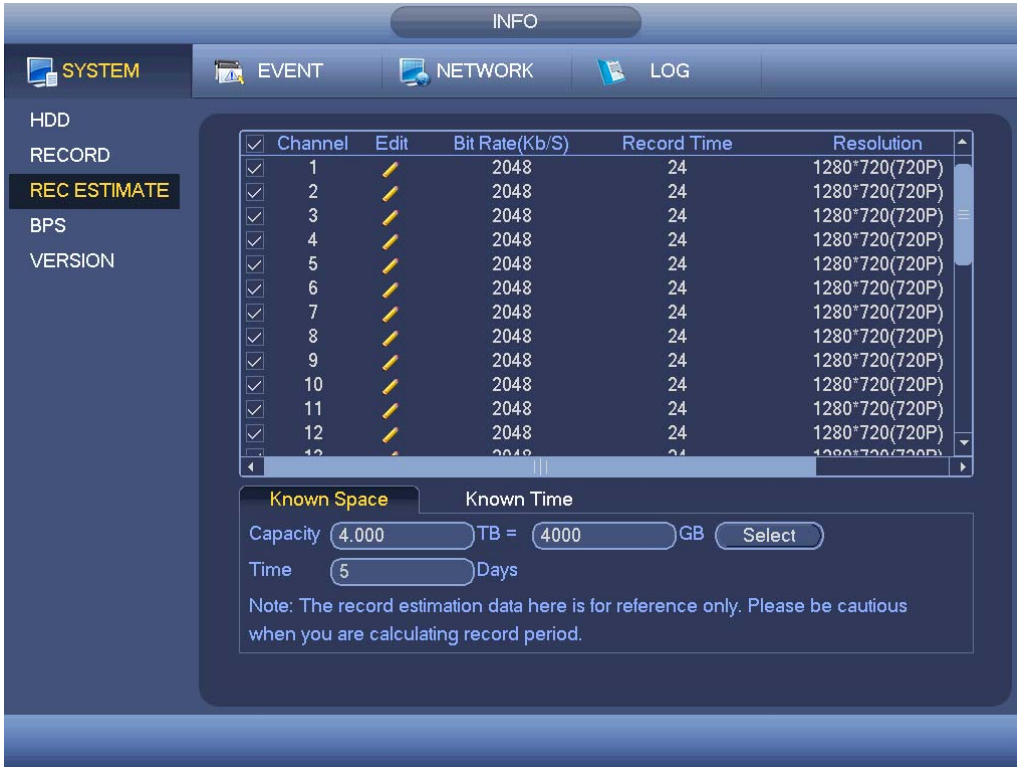 INFO
SYSTEM EVENT NETWORK LOG
HDD
RECORD
REC ESTIMATE
BPS
VERSION
Channel Edit Bit Rate(Kb/S) Record Time Resolution
1 2048 24 1280*720(720P)
2 2048 24 1280*720(720P)
3 2048 24 1280*720(720P)
4 2048 24 1280*720(720P)
5 2048 24 1280*720(720P)
6 2048 24 1280*720(720P)
7 2048 24 1280*720(720P)
8 2048 24 1280*720(720P)
9 2048 24 1280*720(720P)
10 2048 24 1280*720(720P)
11 2048 24 1280*720(720P)
12 2048 24 1280*720(720P)
Known Space Known Time
Capacity 4.000 TB = 4000 GB Select
Time 5 Days
Note: The record estimation data here is for reference only. Please be cautious
when you are calculating record period.